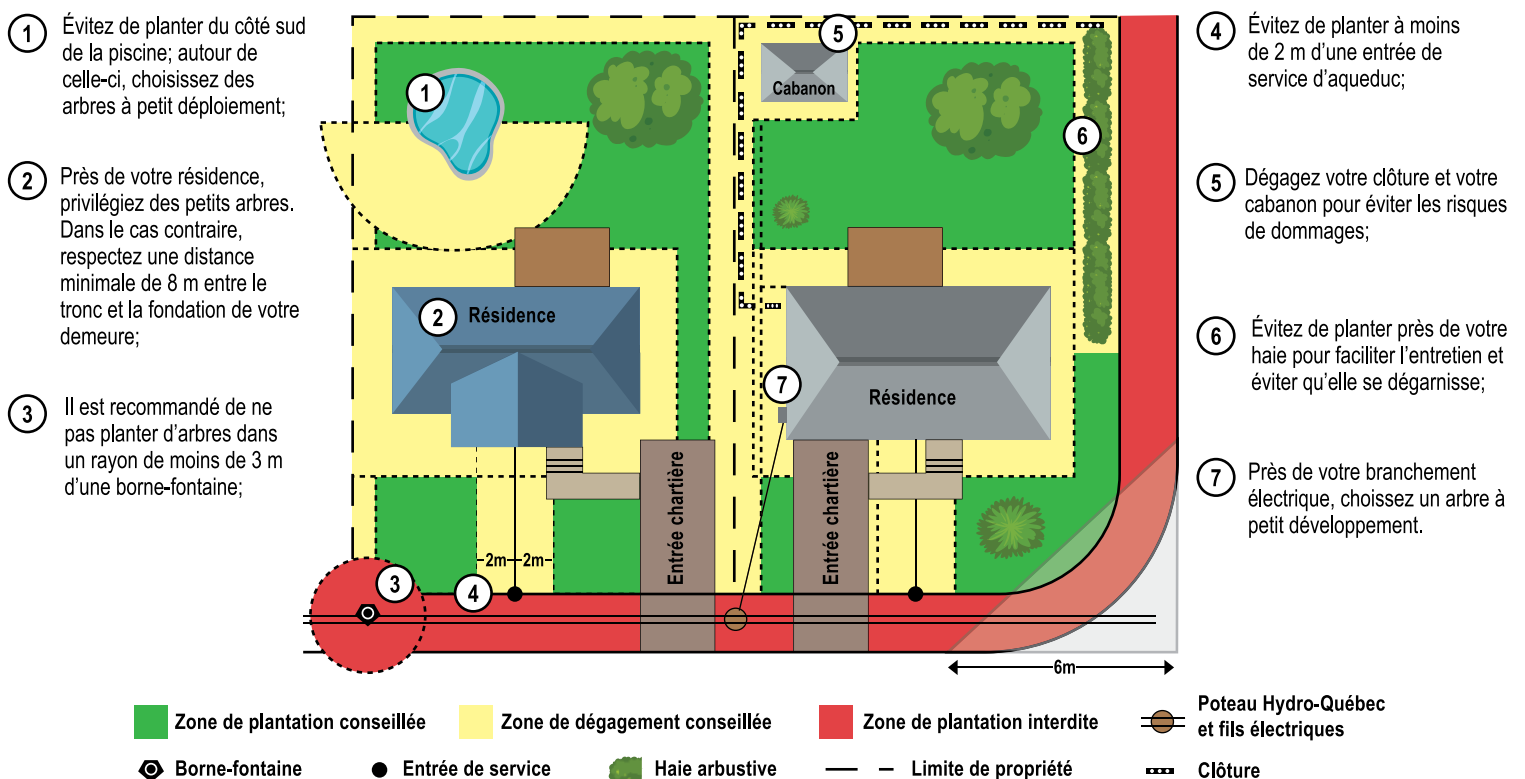 1
Évitez de planter du côté sud
de la piscine; autour de
celle-ci, choisissez des
arbres à petit déploiement;
2
Près de votre résidence,
privilégiez des petits arbres.
Dans le cas contraire,
respectez une distance
minimale de 8 m entre le
tronc et la fondation de votre
demeure;
3
Il est recommandé de ne
pas planter d'arbres dans
un rayon de moins de 3 m
d'une borne-fontaine;
1
5
Cabanon
6
2
Résidence
7
Résidence
Entrée chartière
Entrée chartière
2m
2m
3
4
6m
4
Évitez de planter à moins
de 2 m d'une entrée de
service d'aqueduc;
5
Dégagez votre clôture et votre
cabanon pour éviter les risques
de dommages;
6
Évitez de planter près de votre
haie pour faciliter l'entretien et
éviter qu'elle se dégarnisse;
7
Près de votre branchement
électrique, choissez un arbre à
petit développement.
Zone de plantation conseillée
Zone de dégagement conseillée
Zone de plantation interdite
Poteau Hydro-Québec
et fils électriques
Borne-fontaine
Entrée de service
Haie arbustive
Limite de propriété
Clôture